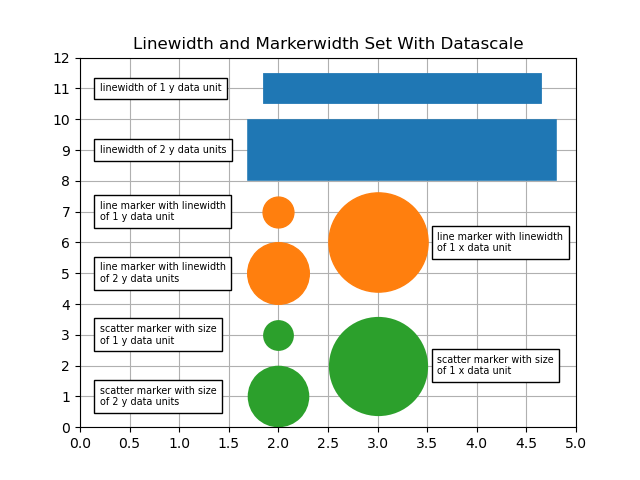 Linewidth and Markerwidth Set With Datascale
12
11
10
9
8
7
6
5
4
3
2
1
0
linewidth of 1 y data unit
linewidth of 2 y data units
line marker with linewidth
of 1 y data unit
line marker with linewidth
of 1 x data unit
line marker with linewidth
of 2 y data units
scatter marker with size
of 1 y data unit
scatter marker with size
of 1 x data unit
scatter marker with size
of 2 y data units
0.0 0.5 1.0 1.5 2.0 2.5 3.0 3.5 4.0 4.5 5.0